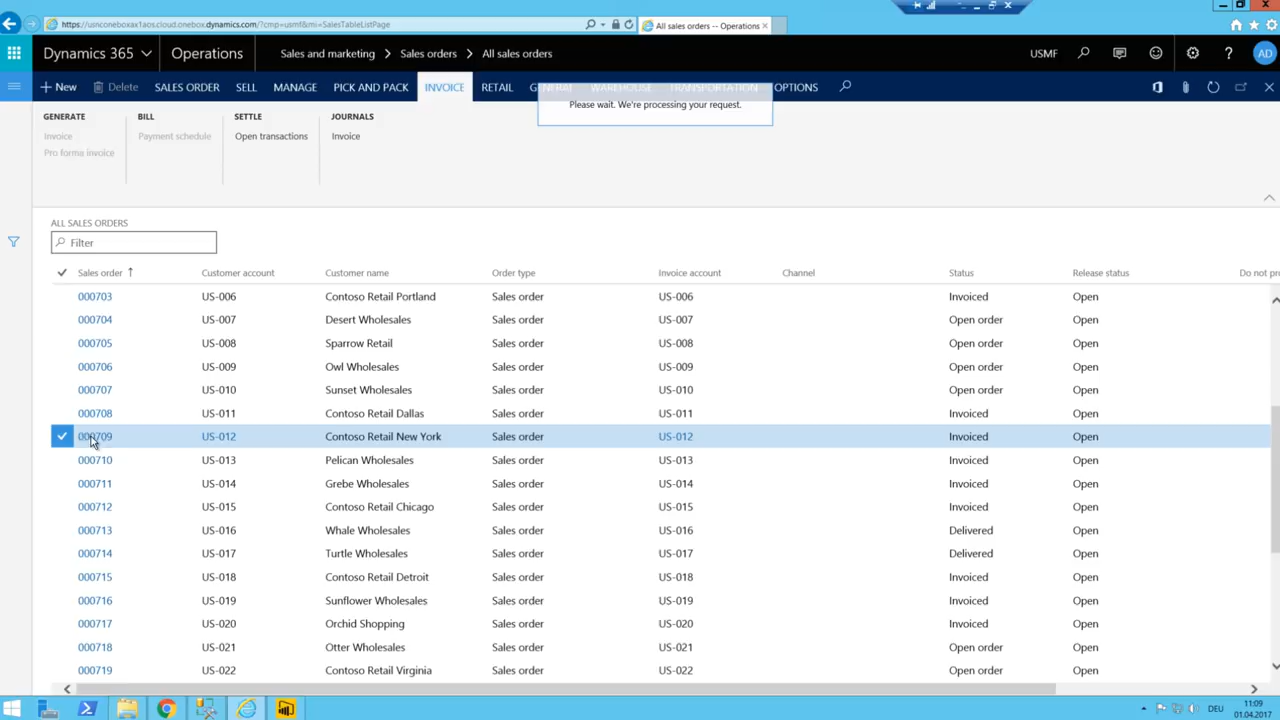 https://usnconeboxax1aos.cloud.onebox.dynamics.com/?cmp=usmf&mi=SalesTableListPage
All sales orders -- Operations
Dynamics 365 Operations Sales and marketing Sales orders All sales orders USMF ? AD
New Delete SALES ORDER SELL MANAGE PICK AND PACK INVOICE RETAIL GENERAL WAREHOUSE TRANSPORTATION OPTIONS
Please wait. We're processing your request.
GENERATE BILL SETTLE JOURNALS
Invoice Payment schedule Open transactions Invoice
Pro forma invoice
ALL SALES ORDERS
Filter
Sales order Customer account Customer name Order type Invoice account Channel Status Release status Do not pr
000703 US-006 Contoso Retail Portland Sales order US-006 Invoiced Open
000704 US-007 Desert Wholesales Sales order US-007 Open order Open
000705 US-008 Sparrow Retail Sales order US-008 Open order Open
000706 US-009 Owl Wholesales Sales order US-009 Open order Open
000707 US-010 Sunset Wholesales Sales order US-010 Open order Open
000708 US-011 Contoso Retail Dallas Sales order US-011 Invoiced Open
000709 US-012 Contoso Retail New York Sales order US-012 Invoiced Open
000710 US-013 Pelican Wholesales Sales order US-013 Invoiced Open
000711 US-014 Grebe Wholesales Sales order US-014 Invoiced Open
000712 US-015 Contoso Retail Chicago Sales order US-015 Invoiced Open
000713 US-016 Whale Wholesales Sales order US-016 Delivered Open
000714 US-017 Turtle Wholesales Sales order US-017 Delivered Open
000715 US-018 Contoso Retail Detroit Sales order US-018 Invoiced Open
000716 US-019 Sunflower Wholesales Sales order US-019 Invoiced Open
000717 US-020 Orchid Shopping Sales order US-020 Invoiced Open
000718 US-021 Otter Wholesales Sales order US-021 Open order Open
000719 US-022 Contoso Retail Virginia Sales order US-022 Open order Open
DEU 11:09
01.04.2017